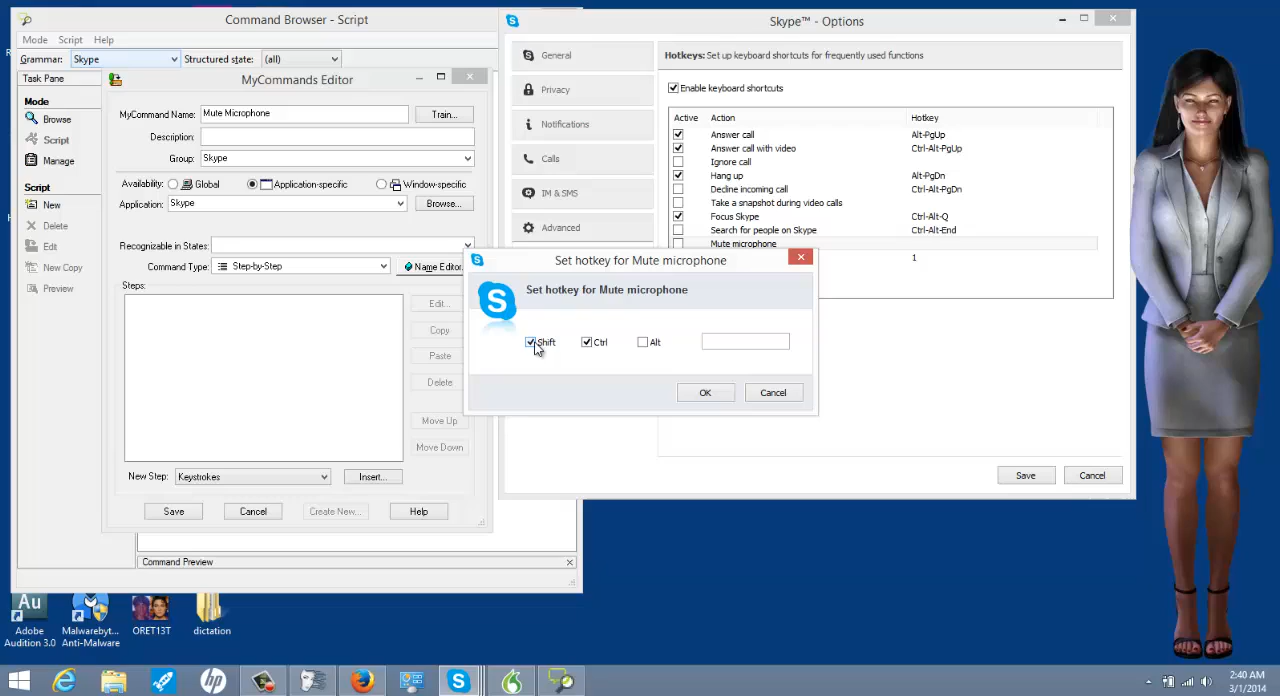 Command Browser - Script
Mode Script Help
Grammar: Skype Structured state: (all)
Task Pane
Mode
Browse
Script
Manage
Script
New
Delete
Edit
New Copy
Preview
MyCommands Editor
MyCommand Name: Mute Microphone Train...
Description:
Group: Skype
Availability: Global Application-specific Window-specific
Application: Skype Browse...
Recognizable in States:
Command Type: Step-by-Step Name Editor
Steps:
Edit...
Copy
Paste
Delete
Move Up
Move Down
New Step: Keystrokes Insert...
Save Cancel Create New... Help
Command Preview
Skype™ - Options
General
Privacy
Notifications
Calls
IM & SMS
Advanced
Hotkeys: Set up keyboard shortcuts for frequently used functions
Enable keyboard shortcuts
Active Action Hotkey
Answer call Alt-PgUp
Answer call with video Ctrl-Alt-PgUp
Ignore call
Hang up Alt-PgDn
Decline incoming call Ctrl-Alt-PgDn
Take a snapshot during video calls
Focus Skype Ctrl-Alt-Q
Search for people on Skype Ctrl-Alt-End
Mute microphone
1
Save Cancel
Set hotkey for Mute microphone
Set hotkey for Mute microphone
Shift Ctrl Alt
OK Cancel
Au
Adobe
Audition 3.0
Malwarebyt...
Anti-Malware
ORET13T
dictation
hp
2:40 AM
3/1/2014